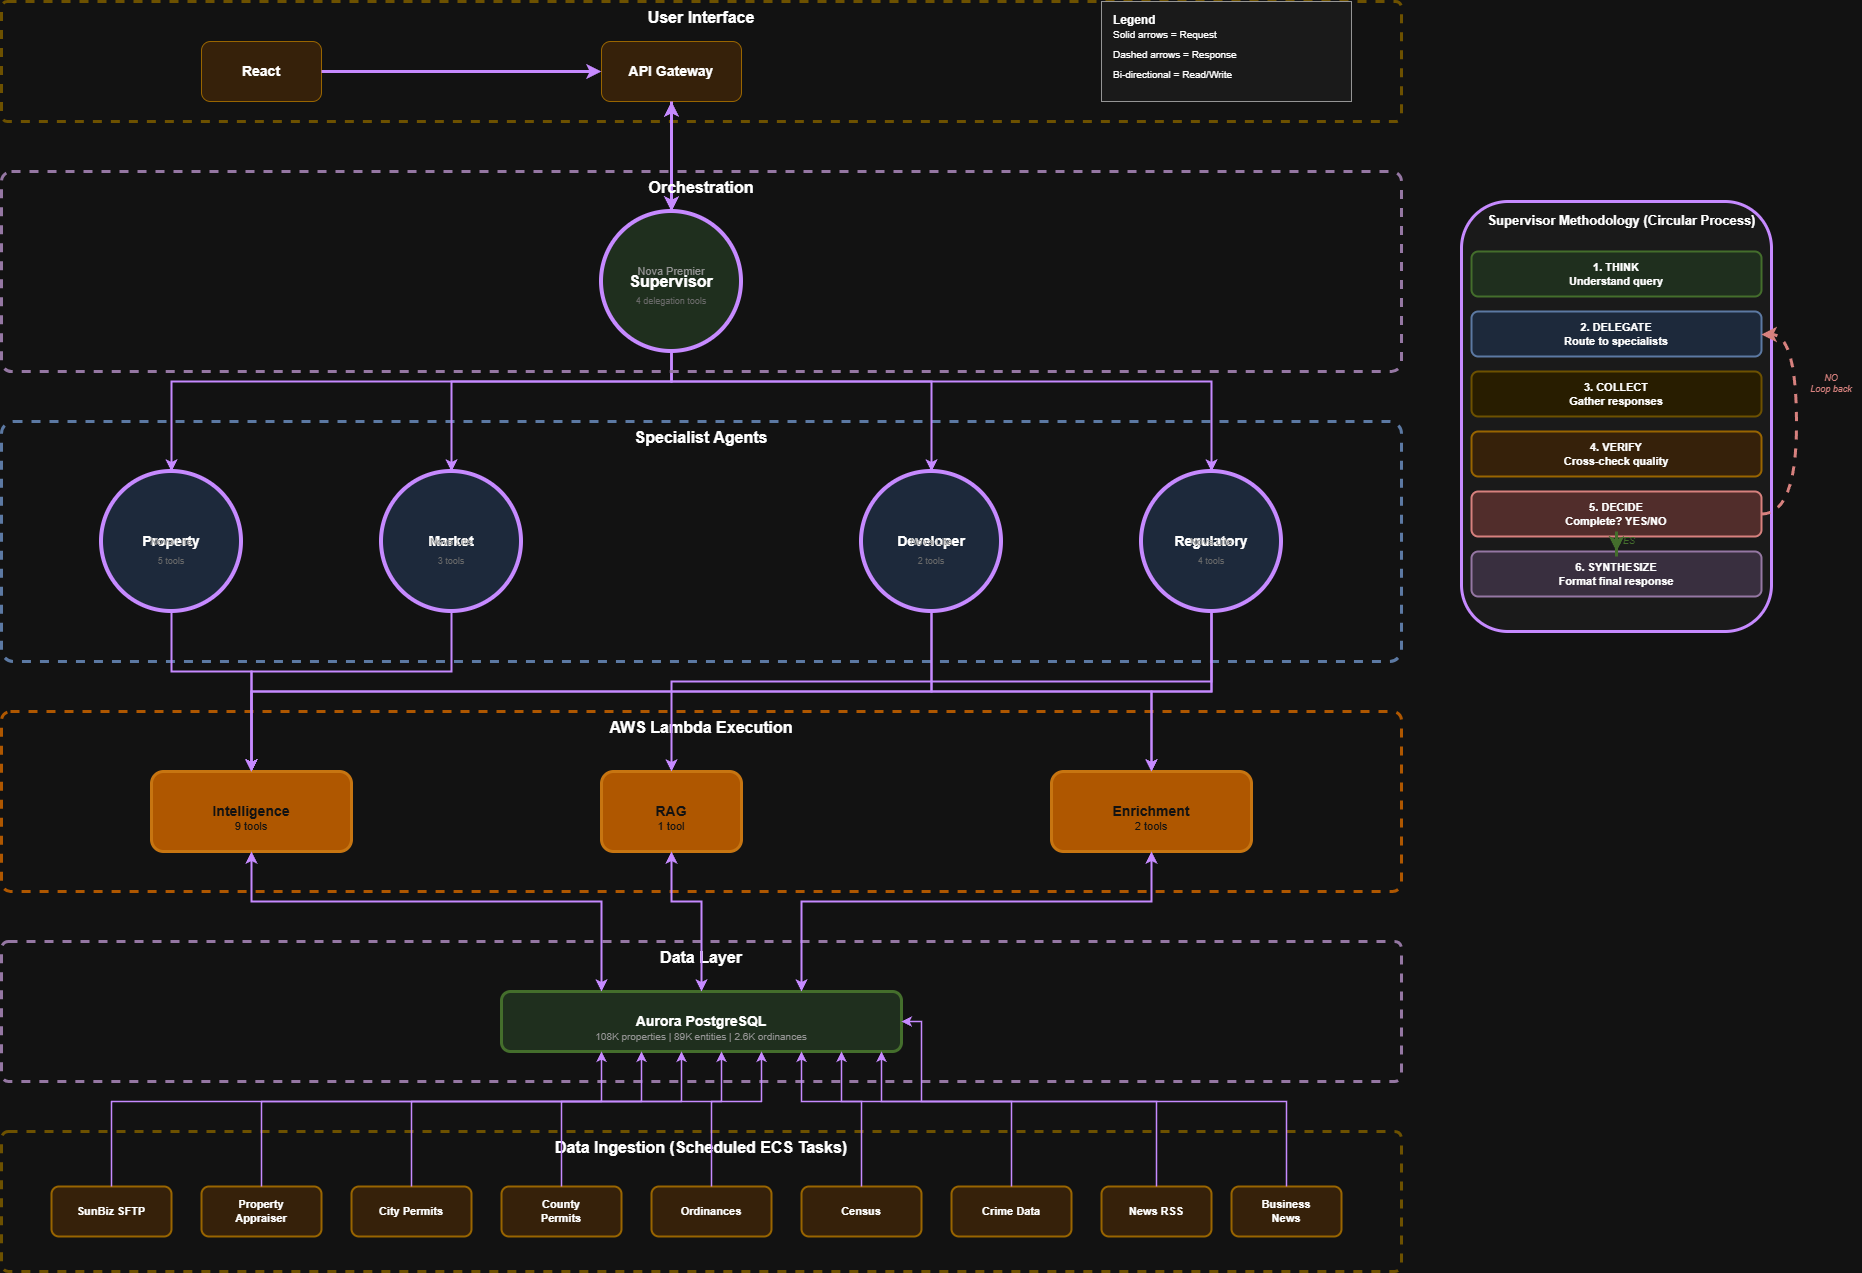 User Interface
React
API Gateway
Legend
Solid arrows = Request
Dashed arrows = Response
Bi-directional = Read/Write
Orchestration
Nova Premier
Supervisor
4 delegation tools
Supervisor Methodology (Circular Process)
1. THINK
Understand query
2. DELEGATE
Route to specialists
3. COLLECT
Gather responses
4. VERIFY
Cross-check quality
5. DECIDE
Complete? YES/NO
6. SYNTHESIZE
Format final response
NO
Loop back
Specialist Agents
Property
5 tools
Market
3 tools
Developer
2 tools
Regulatory
4 tools
AWS Lambda Execution
Intelligence
9 tools
RAG
1 tool
Enrichment
2 tools
Data Layer
Aurora PostgreSQL
108K properties | 89K entities | 2.6K ordinances
Data Ingestion (Scheduled ECS Tasks)
SunBiz SFTP
Property
Appraiser
City Permits
County
Permits
Ordinances
Census
Crime Data
News RSS
Business
News